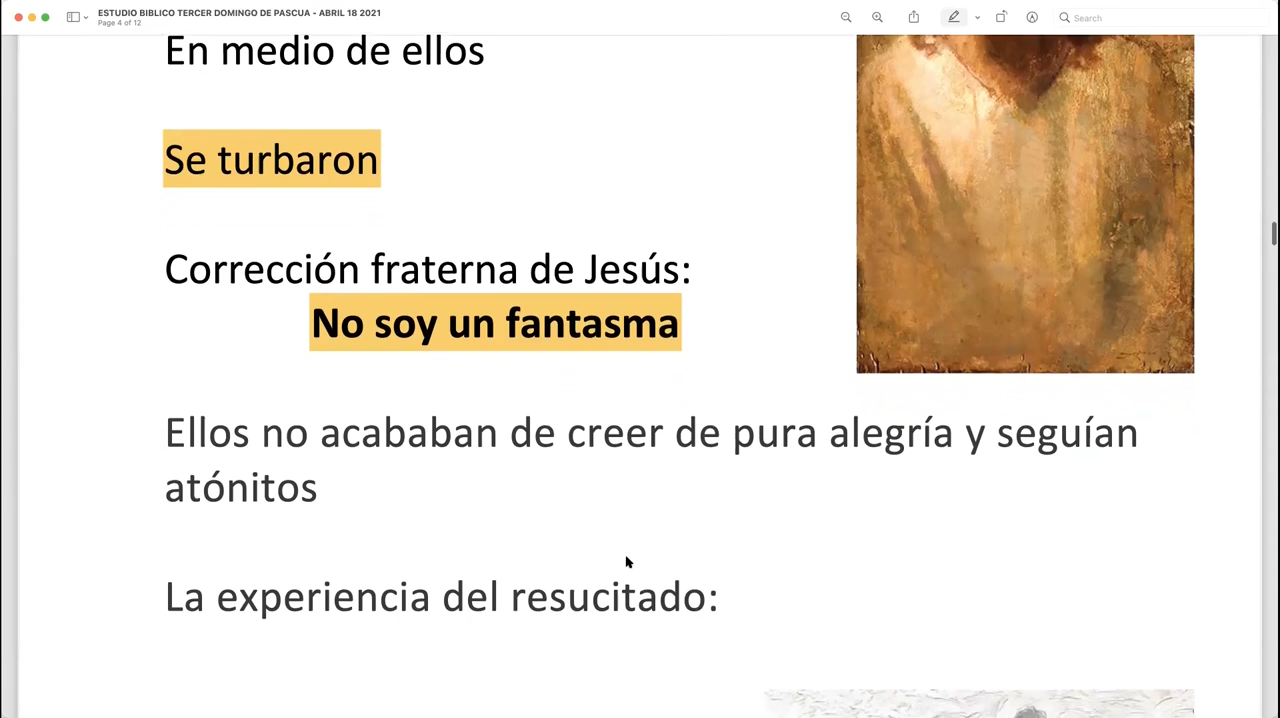 ESTUDIO BIBLICO TERCER DOMINGO DE PASCUA - ABRIL 18 2021
Page 4 of 12
Search
En medio de ellos
Se turbaron
Corrección fraterna de Jesús:
No soy un fantasma
Ellos no acababan de creer de pura alegría y seguían
atónitos
La experiencia del resucitado: